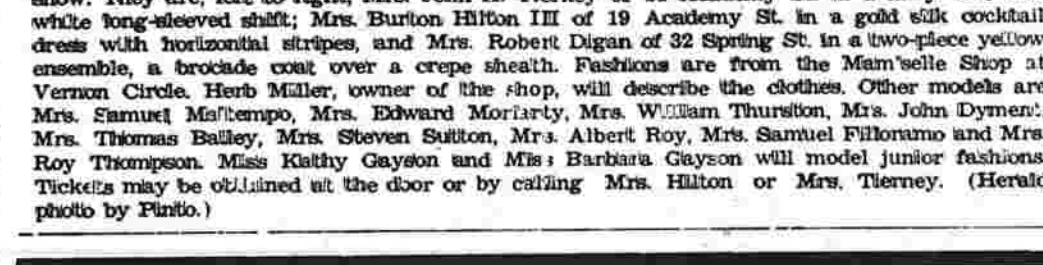 white long-sleeved shift; Mrs. Burton Hilton III of 19 Academy St. in a gold silk cocktail
dress with horizontial stripes, and Mrs. Robert Digan of 32 Spring St. in a two-piece yellow
ensemble, a brocade coat over a crepe sheath. Fashions are from the Mam'selle Shop at
Vernon Circle. Herb Miller, owner of the shop, will describe the clothes. Other models are
Mrs. Samuel Maltempo, Mrs. Edward Moriarty, Mrs. William Thurston, Mrs. John Dyment,
Mrs. Thomas Bailey, Mrs. Steven Sutton, Mrs. Albert Roy, Mrs. Samuel Filloramo and Mrs.
Roy Thompson. Miss Kathy Gayson and Miss Barbara Gayson will model junior fashions.
Tickets may be obtained at the door or by calling Mrs. Hilton or Mrs. Tierney. (Herald
photo by Pinto.)